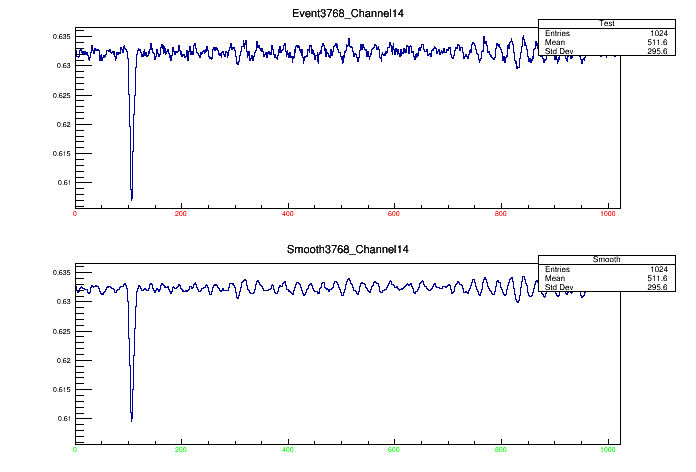 Event3768_Channel14
Test
Entries 1024
Mean 511.6
Std Dev 295.6
0.635
0.63
0.625
0.62
0.615
0.61
0 200 400 600 800 1000
Smooth3768_Channel14
Smooth
Entries 1024
Mean 511.6
Std Dev 295.6
0.635
0.63
0.625
0.62
0.615
0.61
0 200 400 600 800 1000